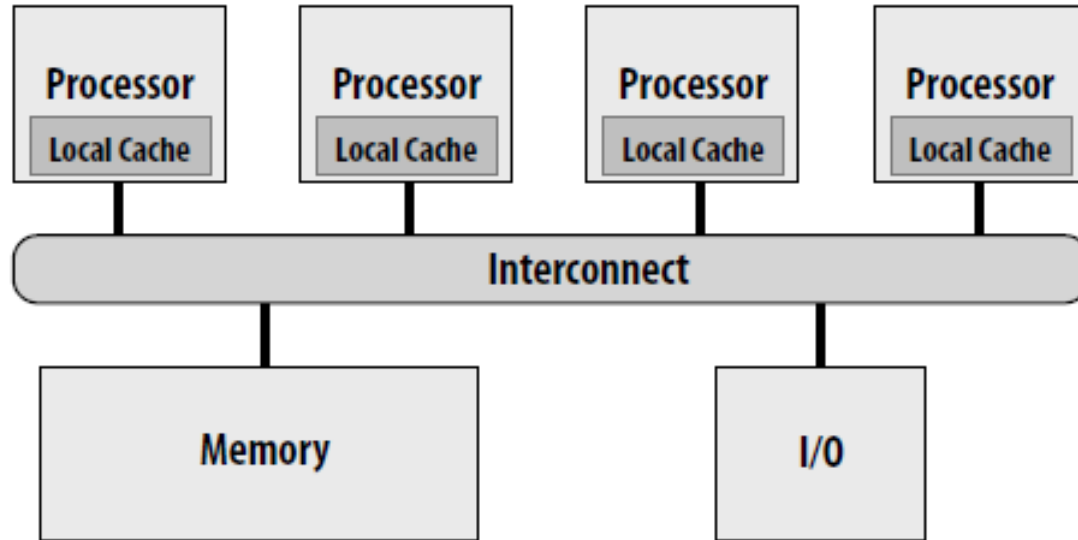 Processor
Local Cache
Processor
Local Cache
Processor
Local Cache
Processor
Local Cache
Interconnect
Memory
I/O